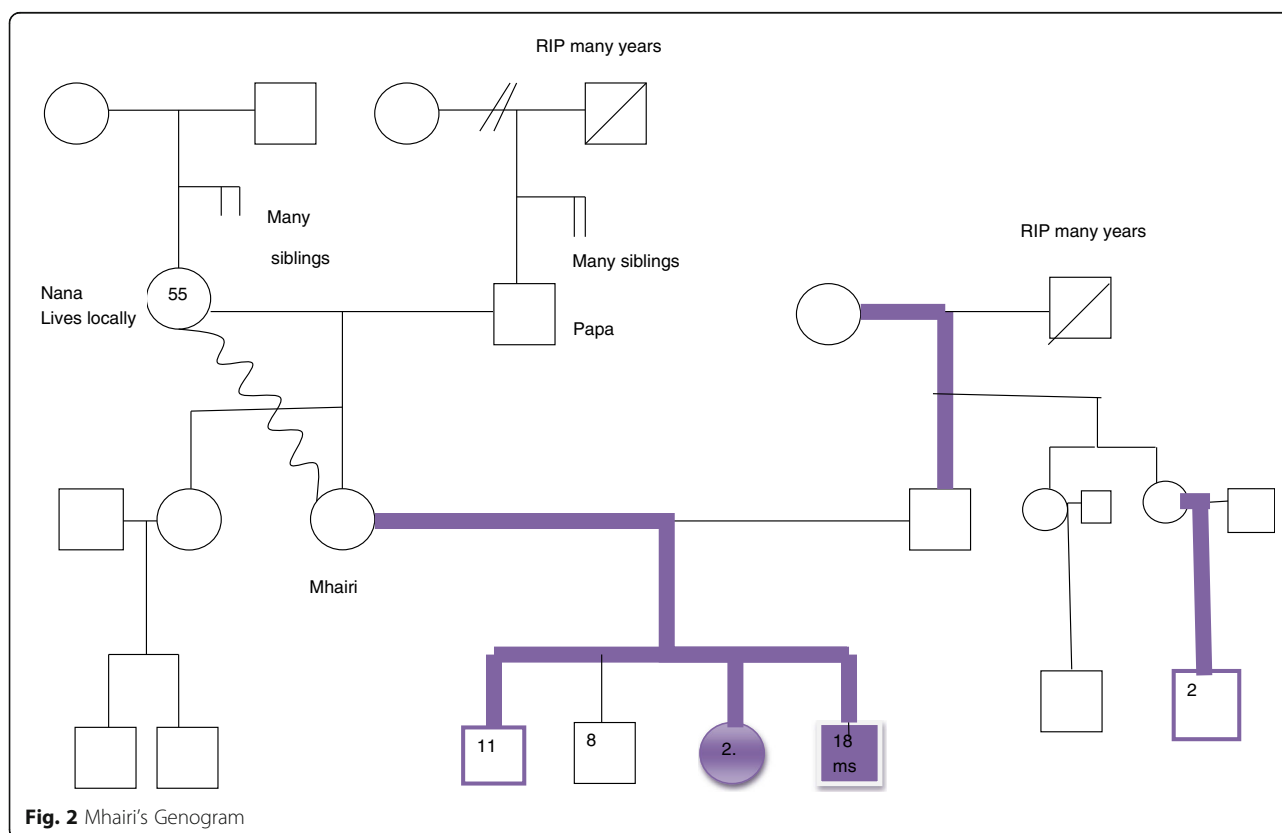 RIP many years
Many
siblings
Many siblings
RIP many years
55
Nana
Lives locally
Papa
Mhairi
11
8
2.
18
ms
2
Fig. 2 Mhairi's Genogram